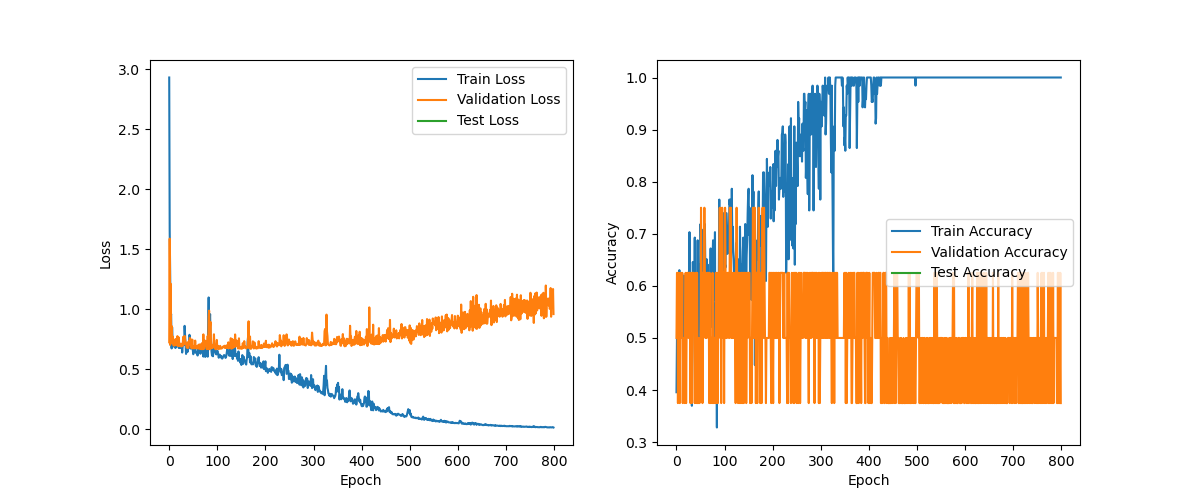 3.0
2.5
2.0
1.5
1.0
0.5
0.0
Loss
0 100 200 300 400 500 600 700 800
Epoch
Train Loss
Validation Loss
Test Loss
1.0
0.9
0.8
0.7
0.6
0.5
0.4
0.3
Accuracy
0 100 200 300 400 500 600 700 800
Epoch
Train Accuracy
Validation Accuracy
Test Accuracy